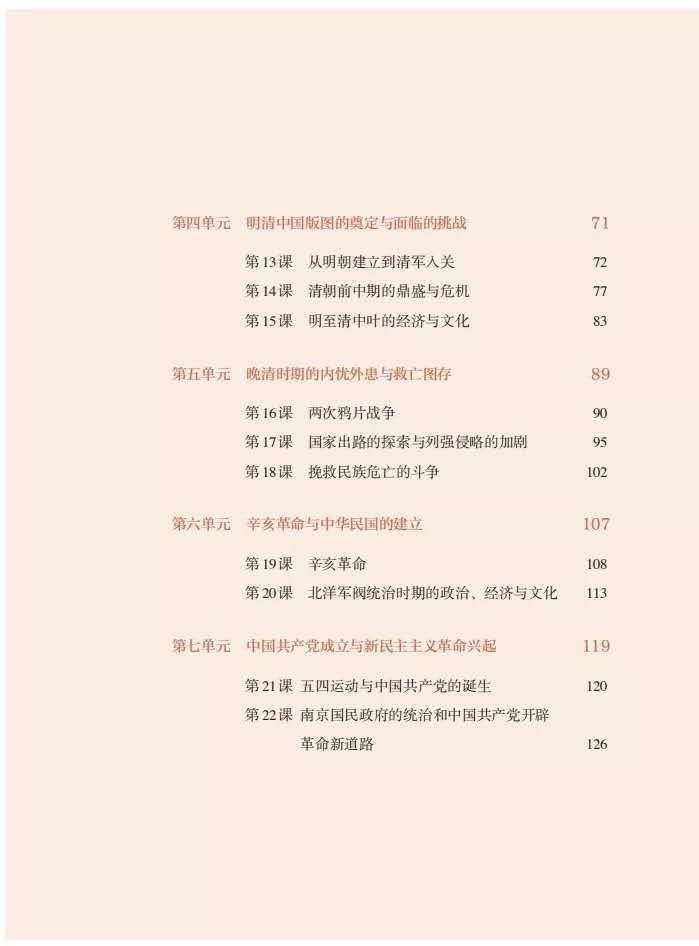 第四单元 明清中国版图的奠定与面临的挑战 71
第13课 从明朝建立到清军入关 72
第14课 清朝前中期的鼎盛与危机 77
第15课 明至清中叶的经济与文化 83
第五单元 晚清时期的内忧外患与救亡图存 89
第16课 两次鸦片战争 90
第17课 国家出路的探索与列强侵略的加剧 95
第18课 挽救民族危亡的斗争 102
第六单元 辛亥革命与中华民国的建立 107
第19课 辛亥革命 108
第20课 北洋军阀统治时期的政治、经济与文化 113
第七单元 中国共产党成立与新民主主义革命兴起 119
第21课 五四运动与中国共产党的诞生 120
第22课 南京国民政府的统治和中国共产党开辟
革命新道路 126